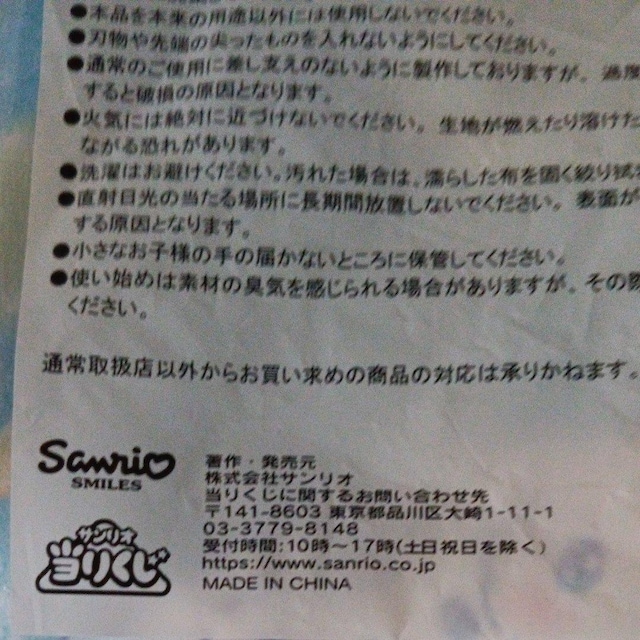 ●本品を本来の用途以外には使用しないでください。
●刃物や先端の尖ったものを入れないようにしてください。
●通常のご使用に差し支えのないように製作しておりますが、過度
すると破損の原因となります。
●火気には絶対に近づけないでください。生地が燃えたり溶けた
ながる恐れがあります。
●洗濯はお避けください。汚れた場合は、濡らした布を固く絞り拭
●直射日光の当たる場所に長期間放置しないでください。表面が
する原因となります。
●小さなお子様の手の届かないところに保管してください。
●使い始めは素材の臭気を感じられる場合がありますが、その際
ください。
通常取扱店以外からお買い求めの商品の対応は承りかねます。
Sanrio
SMILES
サンリオ
当りくじ
著作・発売元
株式会社サンリオ
当りくじに関するお問い合わせ先
〒141-8603 東京都品川区大崎1-11-1
03-3779-8148
受付時間:10時～17時(土日祝日を除く)
https://www.sanrio.co.jp
MADE IN CHINA